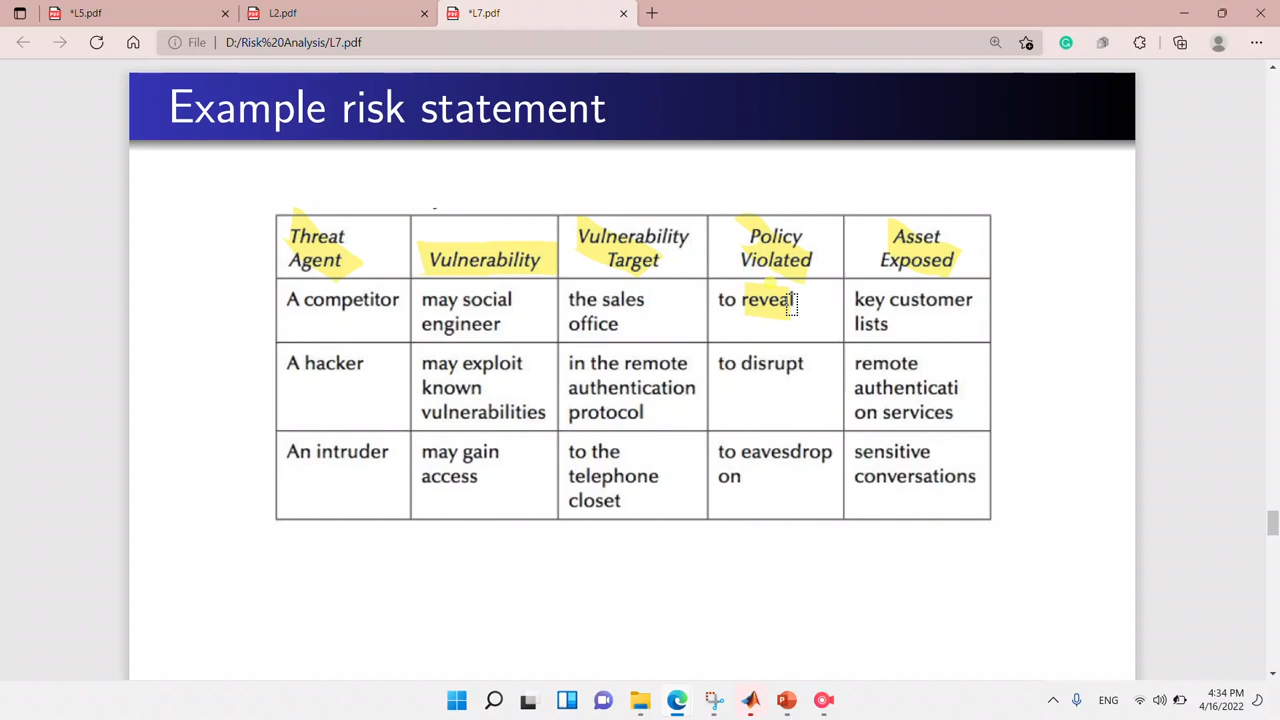 *L5.pdf
L2.pdf
*L7.pdf
File
D:/Risk%20Analysis/L7.pdf
Example risk statement
Threat
Agent
Vulnerability
Vulnerability
Target
Policy
Violated
Asset
Exposed
A competitor
may social
engineer
the sales
office
to reveal
key customer
lists
A hacker
may exploit
known
vulnerabilities
in the remote
authentication
protocol
to disrupt
remote
authenticati
on services
An intruder
may gain
access
to the
telephone
closet
to eavesdrop
on
sensitive
conversations
ENG
4:34 PM
4/16/2022